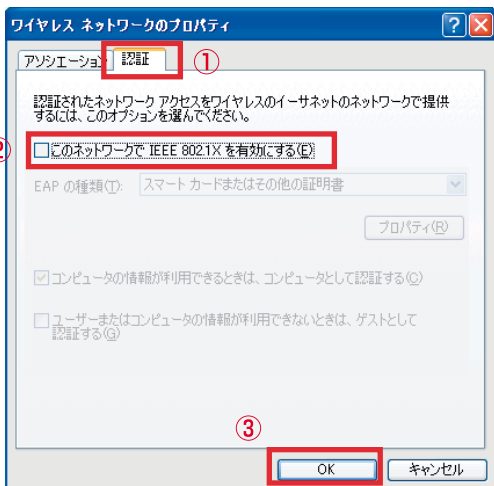 ワイヤレス ネットワークのプロパティ
アソシエーション 認証 ①
認証されたネットワーク アクセスをワイヤレスのイーサネットのネットワークで提供
するには、このオプションを選んでください。
② このネットワークで IEEE 802.1X を有効にする(E)
EAP の種類(T): スマート カードまたはその他の証明書
プロパティ(R)
コンピュータの情報が利用できるときは、コンピュータとして認証する(C)
ユーザーまたはコンピュータの情報が利用できないときは、ゲストとして
認証する(G)
③
OK キャンセル